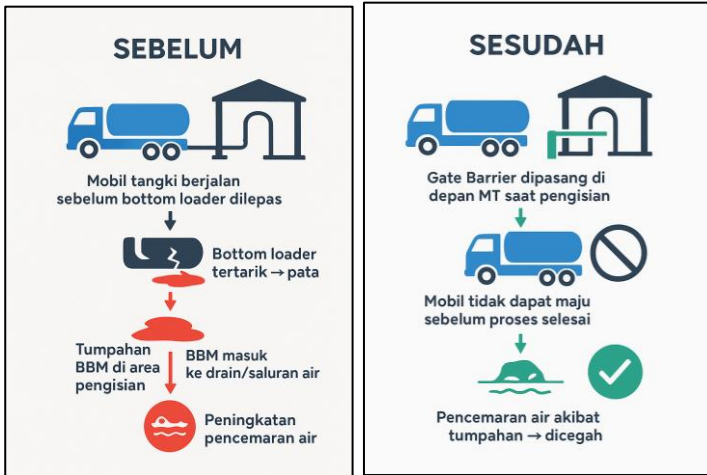 SEBELUM
Mobil tangki berjalan
sebelum bottom loader dilepas
Bottom loader
tertarik → pata
Tumpahan
BBM di area
pengisian
BBM masuk
ke drain/saluran air
Peningkatan
pencemaran air
SESUDAH
Gate Barrier dipasang di
depan MT saat pengisian
Mobil tidak dapat maju
sebelum proses selesai
Pencemaran air akibat
tumpahan → dicegah